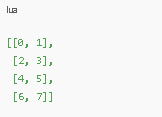 lua
[[0, 1],
[2, 3],
[4, 5],
[6, 7]]